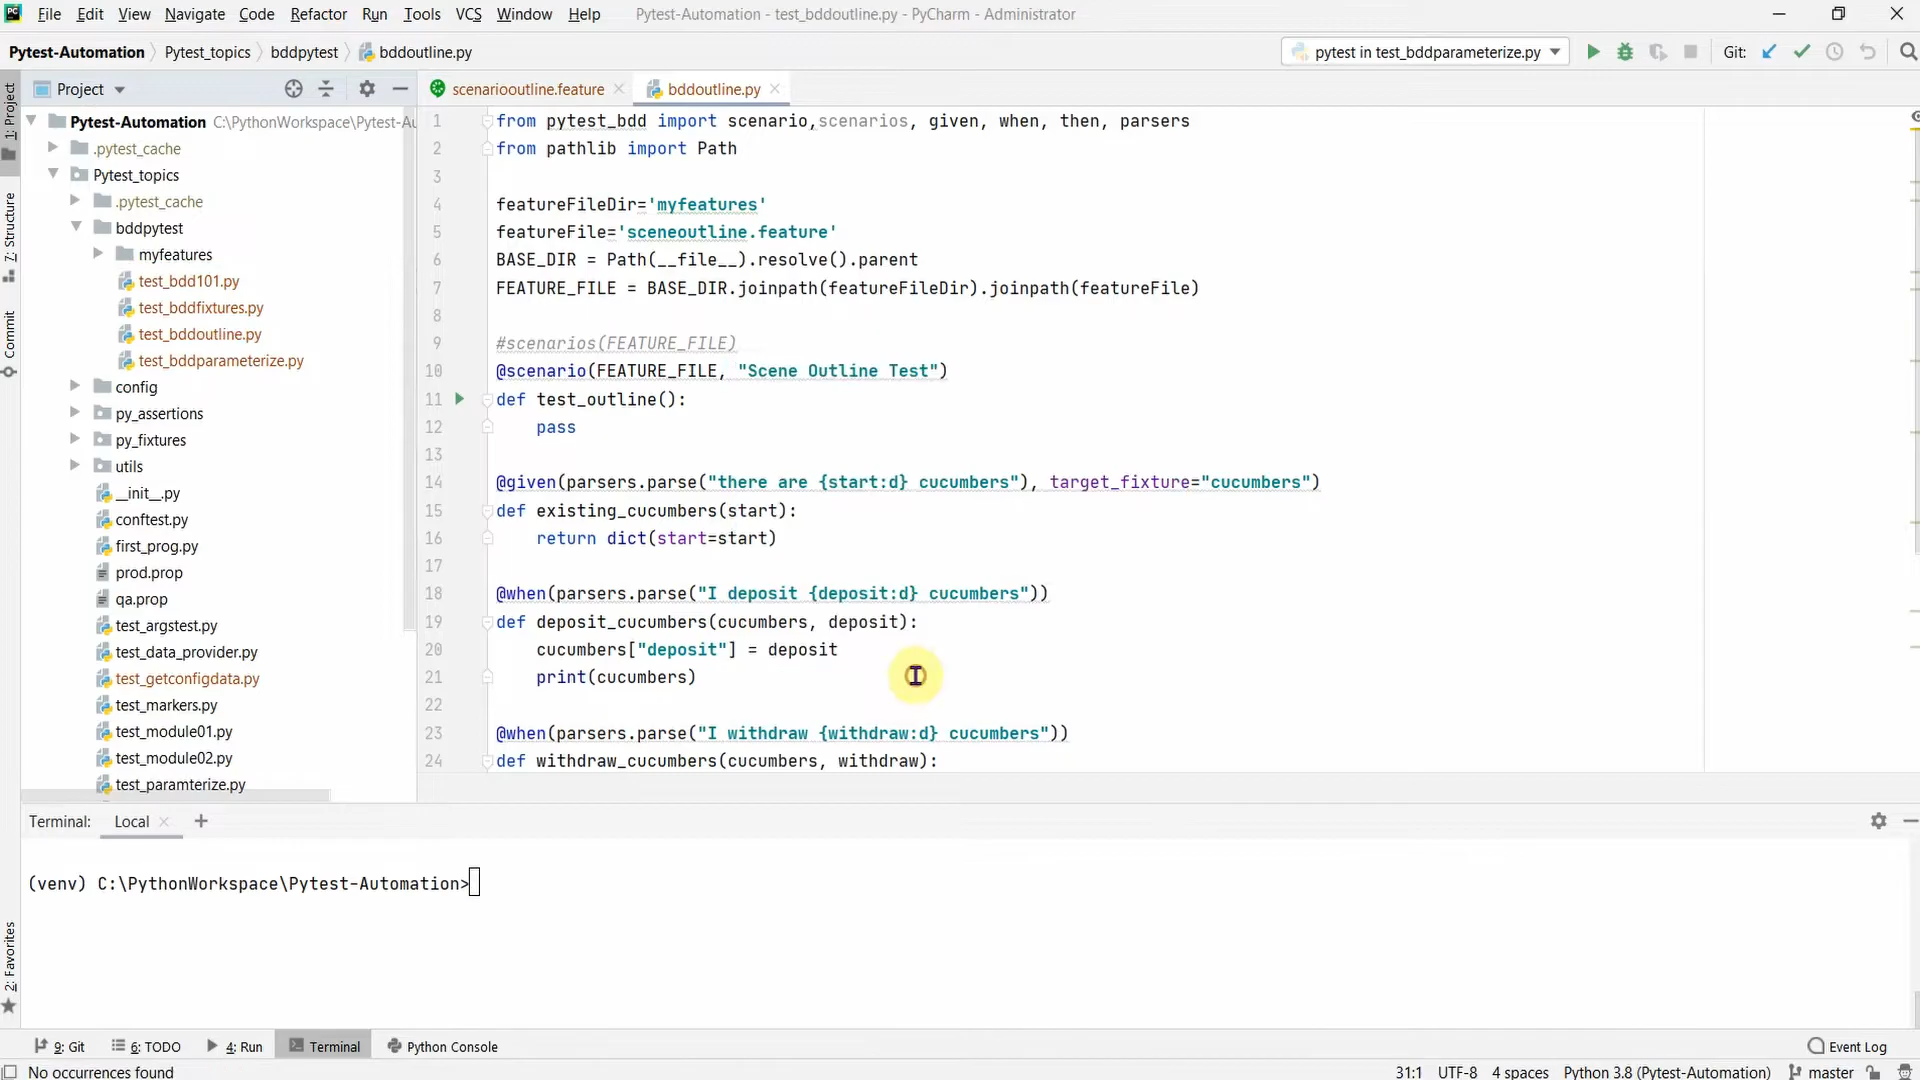 PC File Edit View Navigate Code Refactor Run Tools VCS Window Help Pytest-Automation - test_bddoutline.py - PyCharm - Administrator
Pytest-Automation Pytest_topics bddpytest bddoutline.py pytest in test_bddparameterize.py Git:
1: Project
7: Structure
Commit
2: Favorites
Project
Pytest-Automation C:\PythonWorkspace\Pytest-Au
.pytest_cache
Pytest_topics
.pytest_cache
bddpytest
myfeatures
test_bdd101.py
test_bddfixtures.py
test_bddoutline.py
test_bddparameterize.py
config
py_assertions
py_fixtures
utils
__init__.py
conftest.py
first_prog.py
prod.prop
qa.prop
test_argstest.py
test_data_provider.py
test_getconfigdata.py
test_markers.py
test_module01.py
test_module02.py
test_paramterize.py
scenariooutline.feature bddoutline.py
1 from pytest_bdd import scenario,scenarios, given, when, then, parsers
2 from pathlib import Path
3
4 featureFileDir='myfeatures'
5 featureFile='sceneoutline.feature'
6 BASE_DIR = Path(__file__).resolve().parent
7 FEATURE_FILE = BASE_DIR.joinpath(featureFileDir).joinpath(featureFile)
8
9 #scenarios(FEATURE_FILE)
10 @scenario(FEATURE_FILE, "Scene Outline Test")
11 def test_outline():
12 pass
13
14 @given(parsers.parse("there are {start:d} cucumbers"), target_fixture="cucumbers")
15 def existing_cucumbers(start):
16 return dict(start=start)
17
18 @when(parsers.parse("I deposit {deposit:d} cucumbers"))
19 def deposit_cucumbers(cucumbers, deposit):
20 cucumbers["deposit"] = deposit
21 print(cucumbers)
22
23 @when(parsers.parse("I withdraw {withdraw:d} cucumbers"))
24 def withdraw_cucumbers(cucumbers, withdraw):
Terminal: Local
(venv) C:\PythonWorkspace\Pytest-Automation>
9: Git 6: TODO 4: Run Terminal Python Console Event Log
No occurrences found 31:1 UTF-8 4 spaces Python 3.8 (Pytest-Automation) master